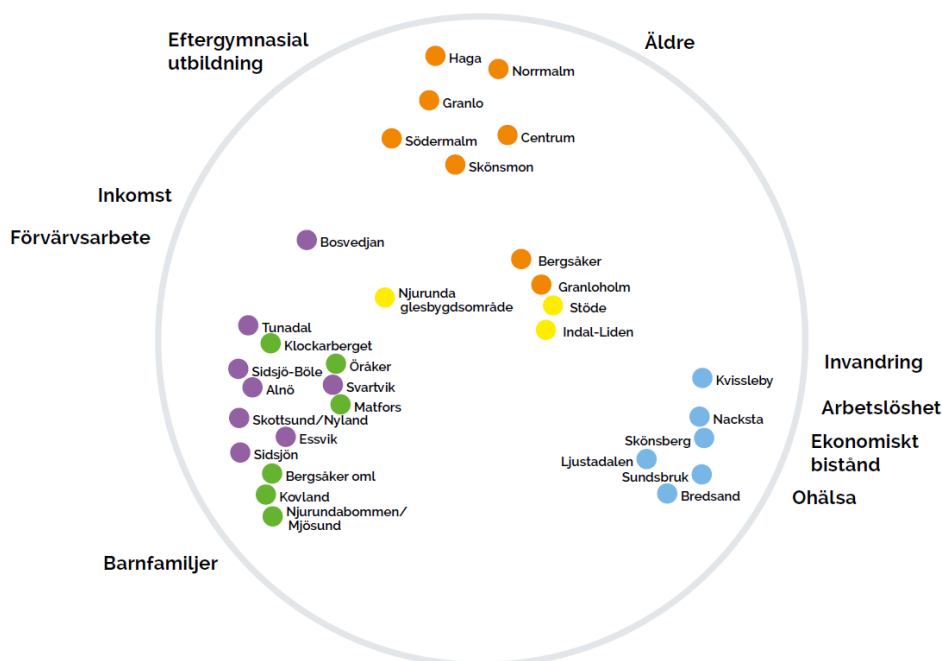 Eftergymnasial
utbildning
Äldre
Haga
Norrmalm
Granlo
Södermalm
Centrum
Skönsmon
Inkomst
Förvärvsarbete
Bosvedjan
Bergsåker
Njurunda
glesbygdsområde
Granloholm
Stöde
Indal-Liden
Tunadal
Klockarberget
Öråker
Sidsjö-Böle
Alnö
Svartvik
Matfors
Skottsund/Nyland
Essvik
Sidsjön
Bergsåker oml
Kovland
Njurundabommen/
Mjösund
Barnfamiljer
Invandring
Kvissleby
Arbetslöshet
Nacksta
Skönsberg
Ekonomiskt
bistånd
Ljustadalen
Sundsbruk
Bredsand
Ohälsa